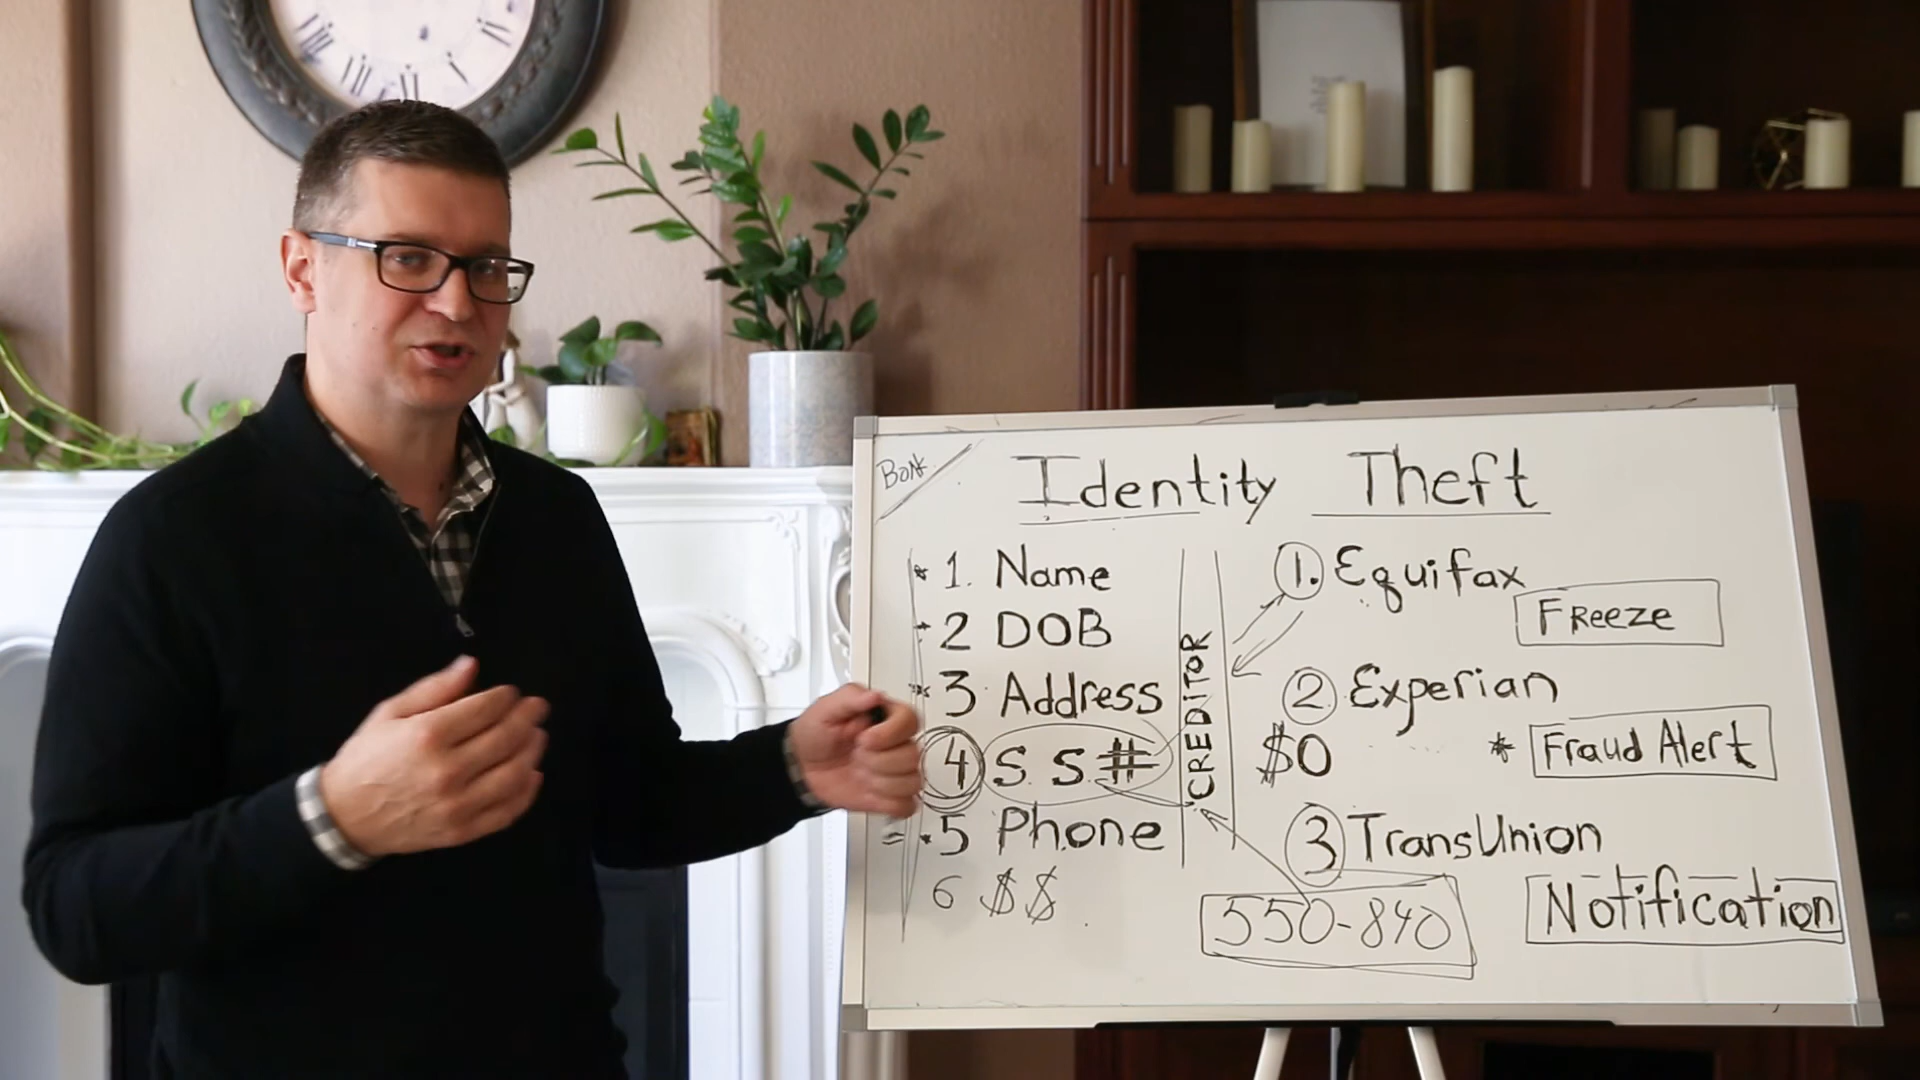 Identity Theft
1. Name
2 DOB
3 Address
4 S. S. #
5 Phone
6 $$
CREDITOR
1. Equifax
Freeze
2 Experian
$0
* Fraud Alert
3 TransUnion
Notification
550-840